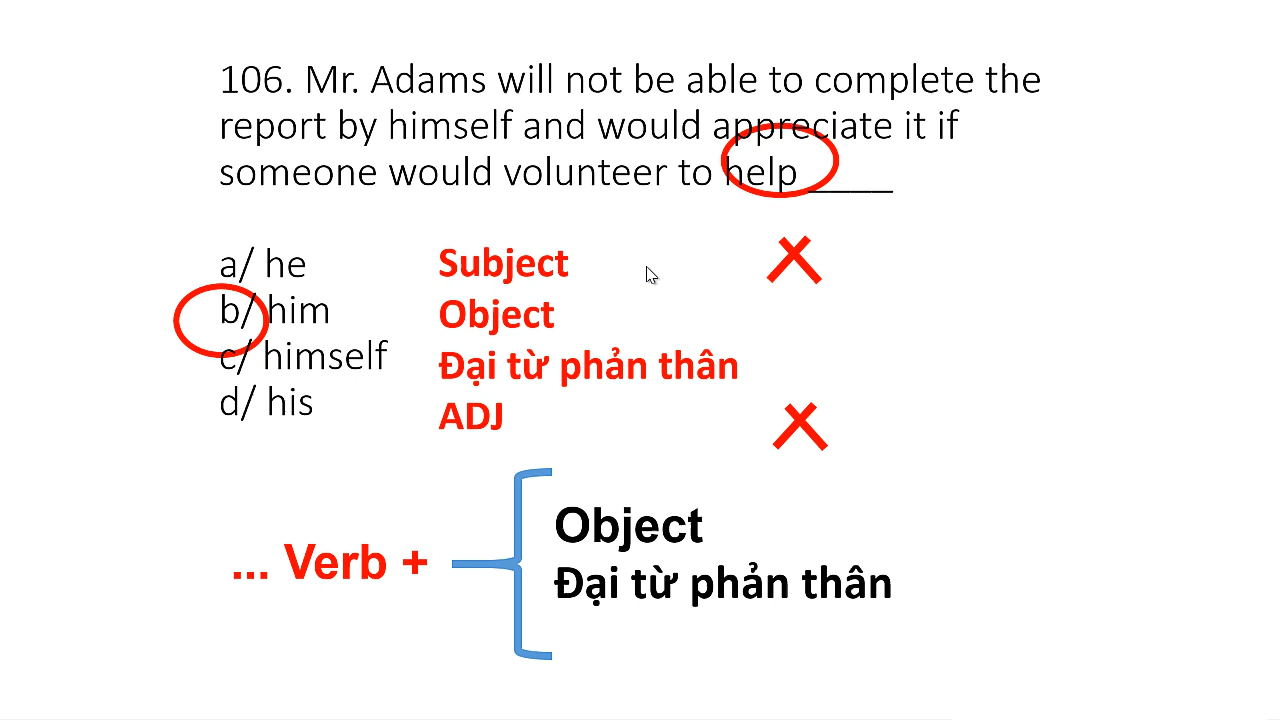 106. Mr. Adams will not be able to complete the
report by himself and would appreciate it if
someone would volunteer to help ____
a/ he Subject
b/ him Object
c/ himself Đại từ phản thân
d/ his ADJ
... Verb +
Object
Đại từ phản thân